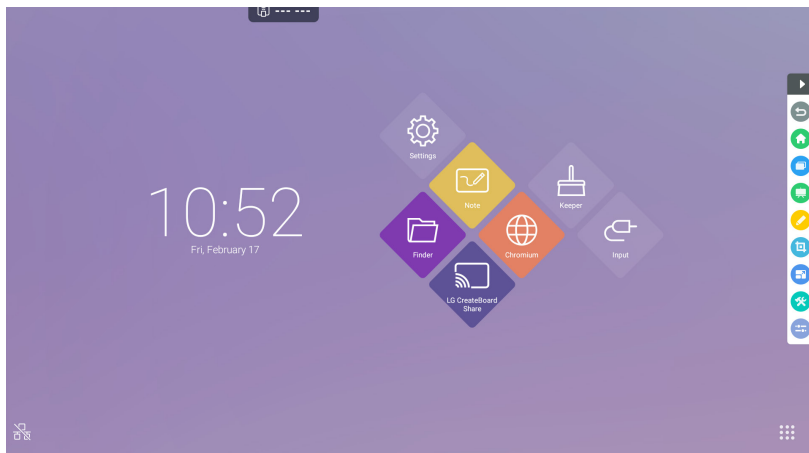 --- ---
10:52
Fri, February 17
Settings
Note
Keeper
Finder
Chromium
Input
LG CreateBoard
Share